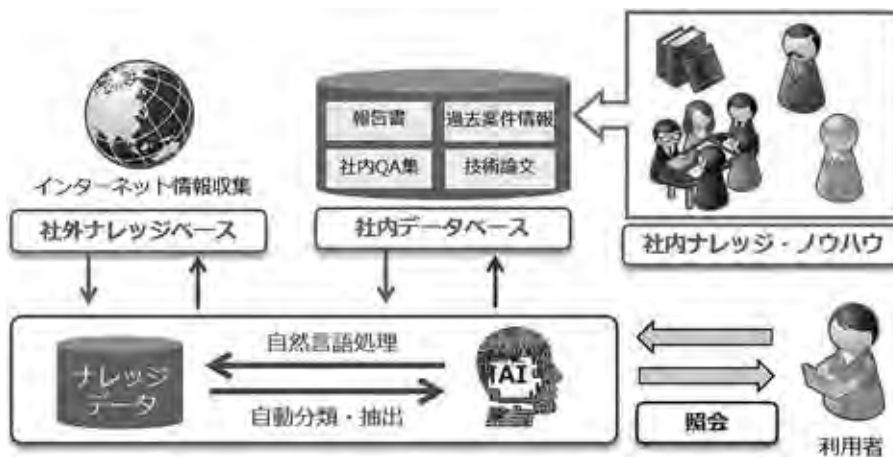 報告書
過去案件情報
社内QA集
技術論文
インターネット情報収集
社外ナレッジベース
社内データベース
社内ナレッジ・ノウハウ
自然言語処理
ナレッジ
データ
AI
自動分類・抽出
照会
利用者